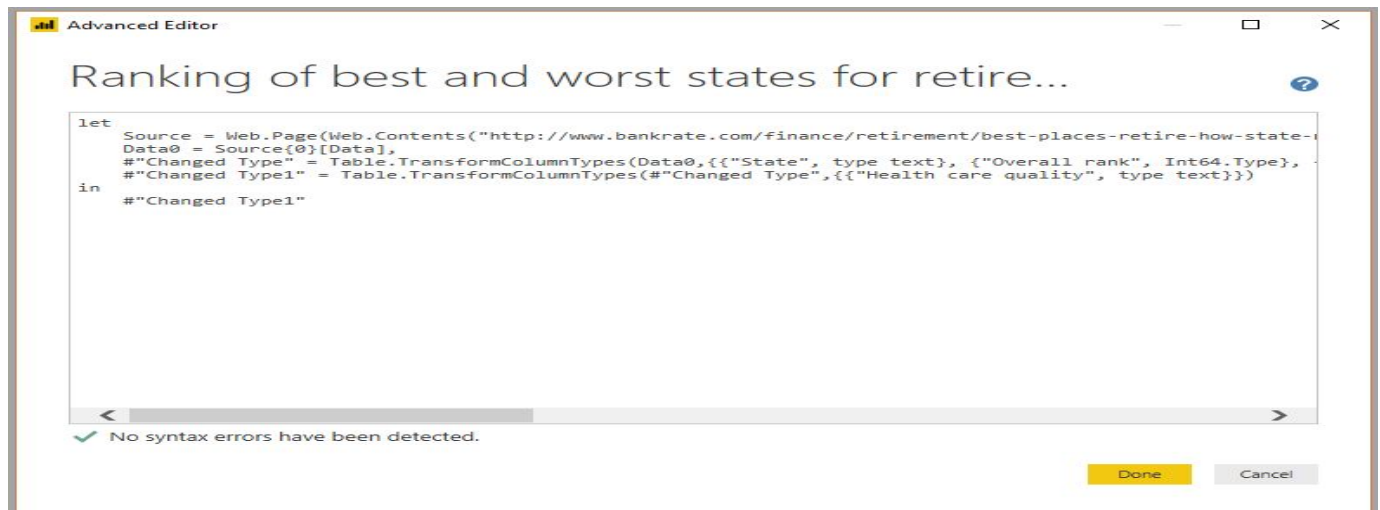 Advanced Editor
Ranking of best and worst states for retire...
let
Source = Web.Page(Web.Contents("http://www.bankrate.com/finance/retirement/best-places-retire-how-state-
Data0 = Source{0}[Data],
#"Changed Type" = Table.TransformColumnTypes(Data0,{{"State", type text}, {"Overall rank", Int64.Type},
#"Changed Type1" = Table.TransformColumnTypes(#"Changed Type",{{"Health care quality", type text}})
in
#"Changed Type1"
No syntax errors have been detected.
Done Cancel